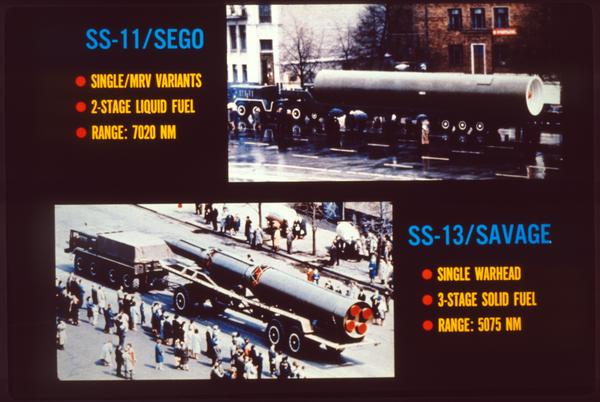 SS-11/SEGO
SINGLE/MRV VARIANTS
2-STAGE LIQUID FUEL
RANGE: 7020 NM
SS-13/SAVAGE
SINGLE WARHEAD
3-STAGE SOLID FUEL
RANGE: 5075 NM